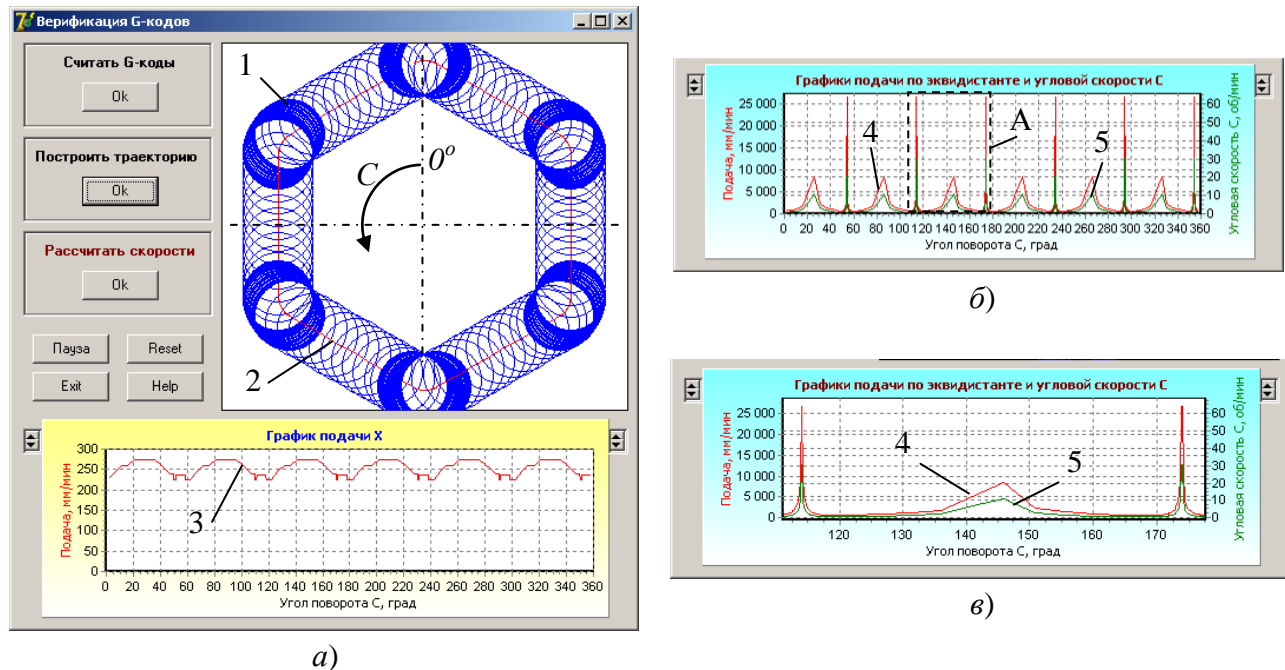 Верификация G-кодов
Считать G-коды
Ok
Построить траекторию
Ok
Рассчитать скорости
Ok
Пауза Reset
Exit Help
1
2
C
0°
График подачи X
Подача, мм/мин
300
250
200
150
100
50
0
3
0 20 40 60 80 100 120 140 160 180 200 220 240 260 280 300 320 340 360
Угол поворота С, град
а)
Графики подачи по эквидистанте и угловой скорости С
Подача, мм/мин
25 000
20 000
15 000
10 000
5 000
0
4
A
5
60
50
40
30
20
10
0
Угловая скорость С, об/мин
0 20 40 60 80 100 120 140 160 180 200 220 240 260 280 300 320 340 360
Угол поворота С, град
б)
Графики подачи по эквидистанте и угловой скорости С
Подача, мм/мин
25 000
20 000
15 000
10 000
5 000
0
4
5
60
50
40
30
20
10
0
Угловая скорость С, об/мин
120 130 140 150 160 170
Угол поворота С, град
в)